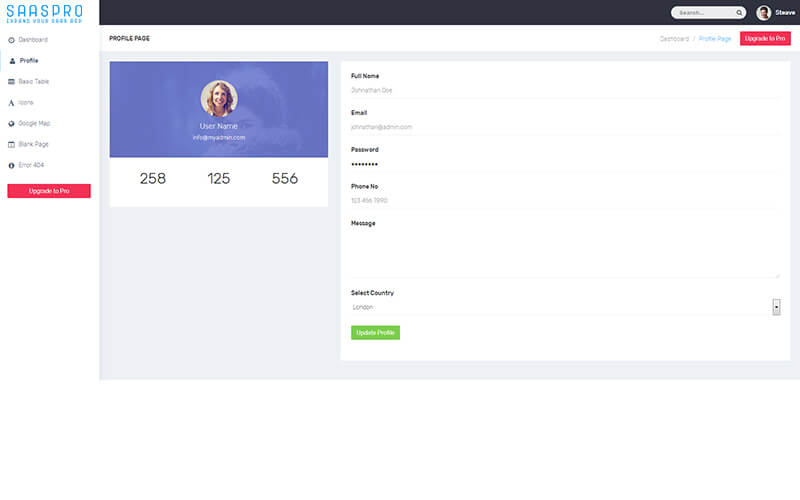 SAASPRO
EXPAND YOUR SAAS APP
Search...
Steave
Dashboard
Profile
Basic Table
Icons
Google Map
Blank Page
Error 404
Upgrade to Pro
PROFILE PAGE
Dashboard / Profile Page
Upgrade to Pro
User Name
info@myadmin.com
258 125 556
Full Name
Johnathan Doe
Email
johnathan@admin.com
Password
••••••••
Phone No
123 456 7890
Message
Select Country
London
Update Profile